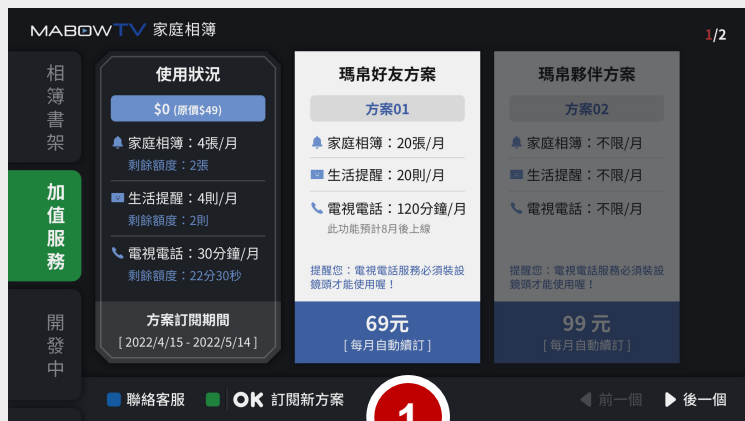 MABOWTV 家庭相簿
1/2
相簿書架
加值服務
開發中
使用狀況
$0 (原價$49)
家庭相簿：4張/月
剩餘額度：2張
生活提醒：4則/月
剩餘額度：2則
電視電話：30分鐘/月
剩餘額度：22分30秒
方案訂閱期間
[ 2022/4/15 - 2022/5/14 ]
瑪帛好友方案
方案01
家庭相簿：20張/月
生活提醒：20則/月
電視電話：120分鐘/月
此功能預計8月後上線
提醒您：電視電話服務必須裝設
鏡頭才能使用喔！
69元
[ 每月自動續訂 ]
瑪帛夥伴方案
方案02
家庭相簿：不限/月
生活提醒：不限/月
電視電話：不限/月
提醒您：電視電話服務必須裝設
鏡頭才能使用喔！
99 元
[ 每月自動續訂 ]
聯絡客服 OK 訂閱新方案
1
前一個 後一個